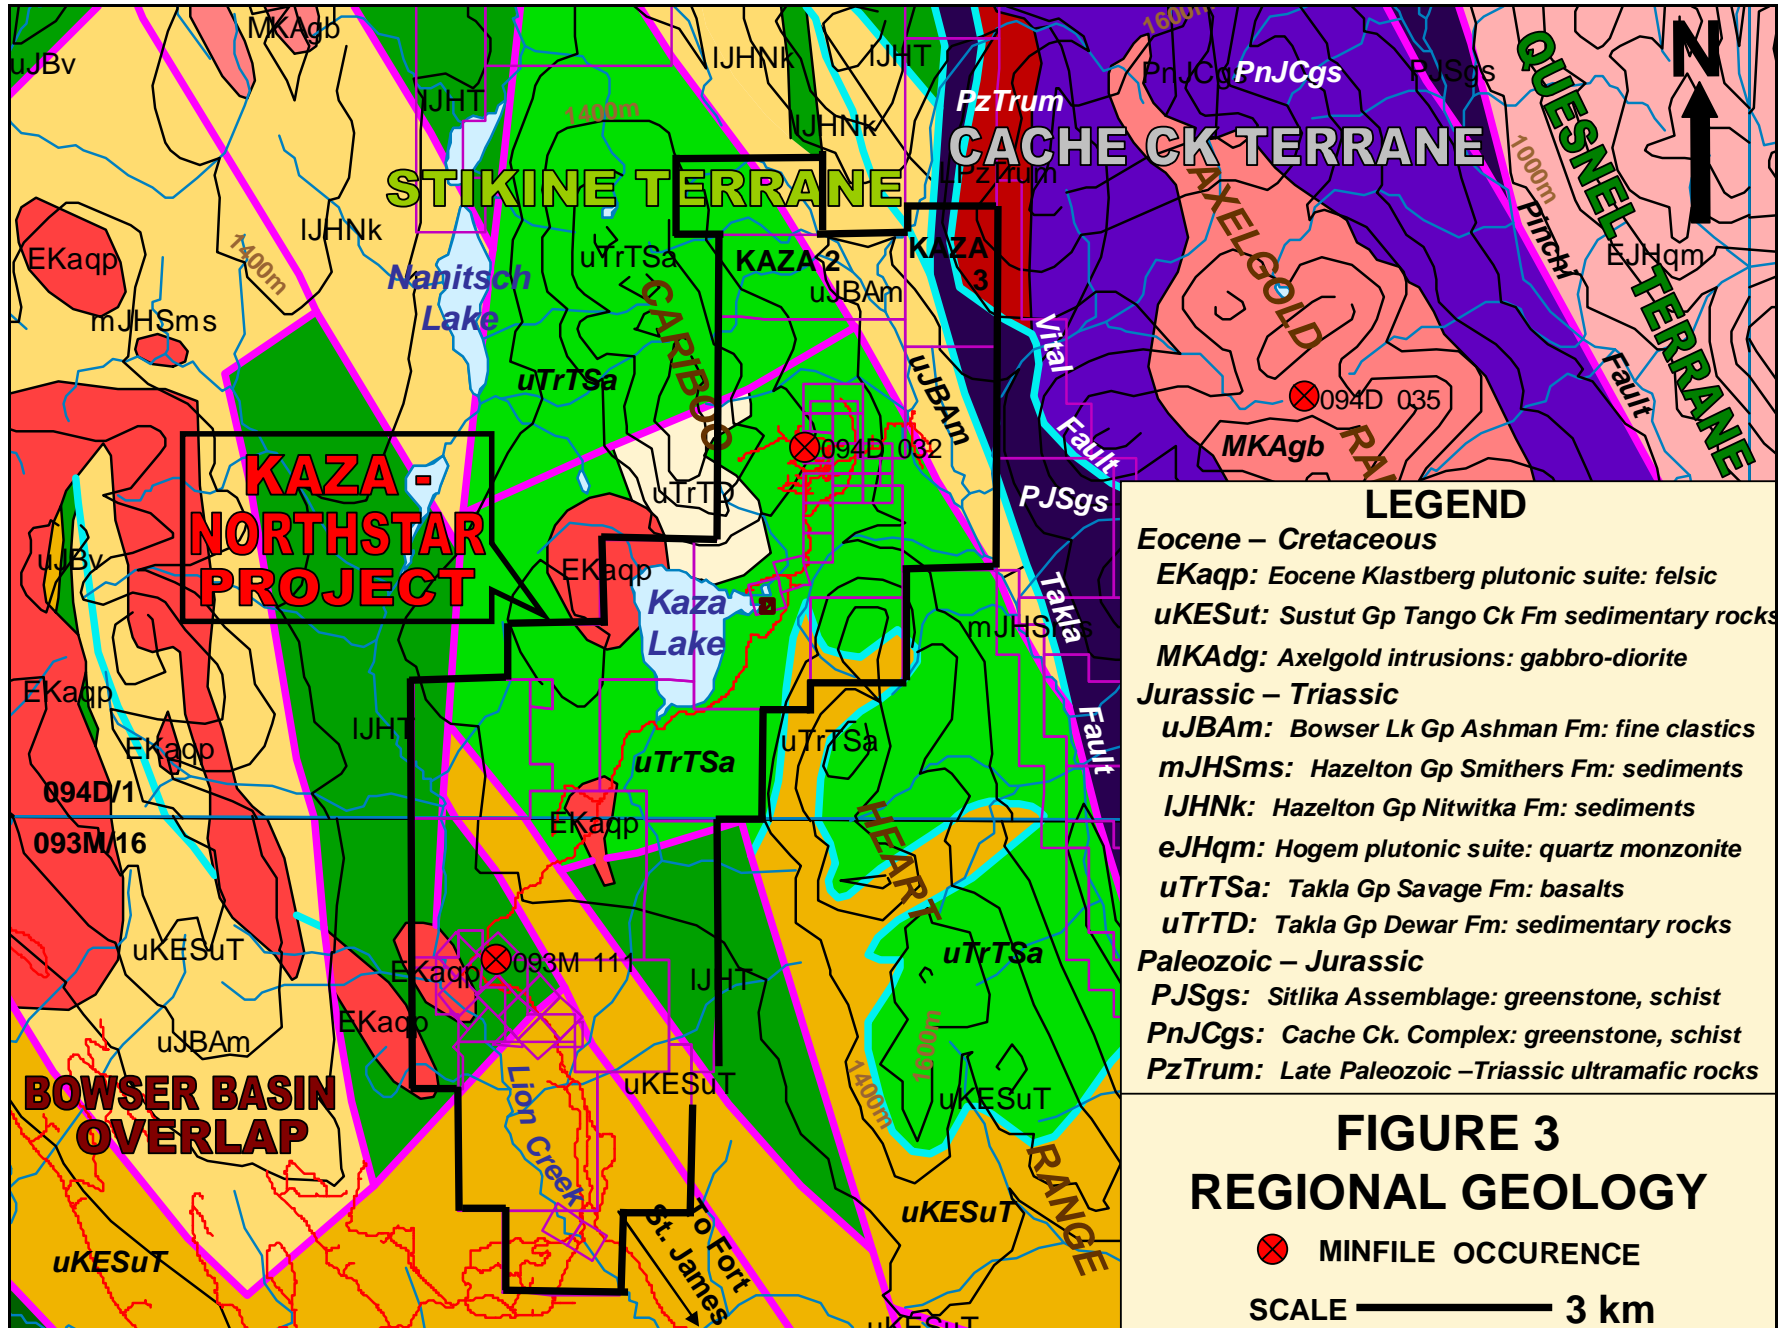 MKAgb
uJBv
lJHNk
lJHT
1600m
PnJCgs
PnJCgs
PJSgs
QUESNEL
TERRANE
N
lJHT
1400m
lJHNk
PzTrum
CACHE CK TERRANE
LPzTrum
STIKINE TERRANE
1000m
lJHNk
1400m
EKaqp
uTrTSa
KAZA 2
KAZA
3
uJBAm
AXELGOLD
Pinchi
Fault
EJHqm
Nanitsch
Lake
CARIBOO
mJHSms
uTrTSa
uJBAm
Vital
Fault
094D 035
MKAgb
094D 032
KAZA -
NORTHSTAR
PROJECT
uTrTD
PJSgs
uJBv
EKaqp
Kaza
Lake
Takla
Fault
EKaqp
EKaqp
lJHT
uTrTSa
uTrTSa
094D/1
093M/16
EKaqp
HEART
RANGE
uKESuT
EKaqp
093M 111
lJHT
uTrTSa
EKaqp
uJBAm
1600m
1400m
BOWSER BASIN
OVERLAP
Lion Creek
uKESuT
uKESuT
uKESuT
uKESuT
To Fort
St. James
uKESuT
LEGEND
Eocene – Cretaceous
EKaqp: Eocene Klastberg plutonic suite: felsic
uKESut: Sustut Gp Tango Ck Fm sedimentary rocks
MKAdg: Axelgold intrusions: gabbro-diorite
Jurassic – Triassic
uJBAm: Bowser Lk Gp Ashman Fm: fine clastics
mJHSms: Hazelton Gp Smithers Fm: sediments
lJHNk: Hazelton Gp Nitwitka Fm: sediments
eJHqm: Hogem plutonic suite: quartz monzonite
uTrTSa: Takla Gp Savage Fm: basalts
uTrTD: Takla Gp Dewar Fm: sedimentary rocks
Paleozoic – Jurassic
PJSgs: Sitlika Assemblage: greenstone, schist
PnJCgs: Cache Ck. Complex: greenstone, schist
PzTrum: Late Paleozoic –Triassic ultramafic rocks
FIGURE 3
REGIONAL GEOLOGY
MINFILE OCCURENCE
SCALE 3 km